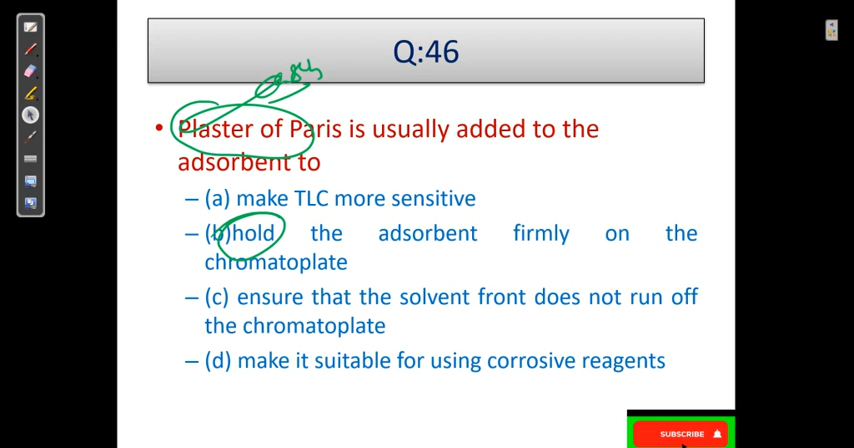 Q:46
• Plaster of Paris is usually added to the
adsorbent to
– (a) make TLC more sensitive
– (b)hold the adsorbent firmly on the
chromatoplate
– (c) ensure that the solvent front does not run off
the chromatoplate
– (d) make it suitable for using corrosive reagents
SUBSCRIBE